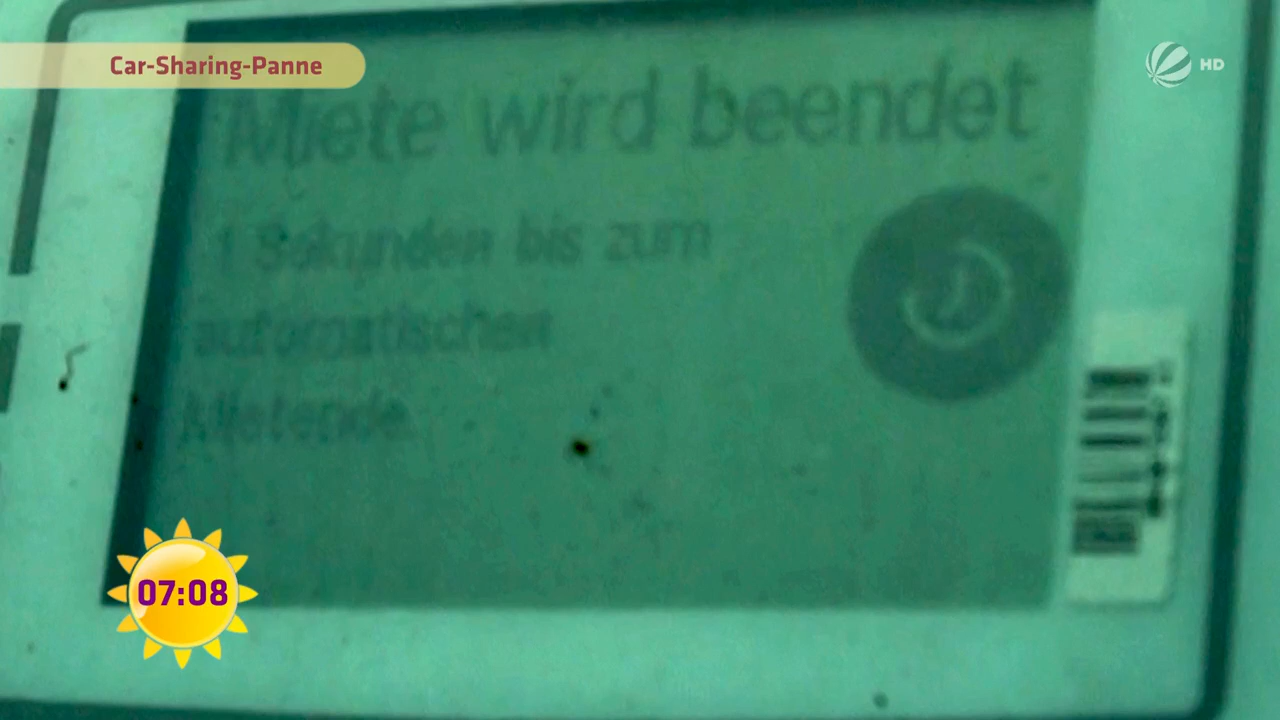 Car-Sharing-Panne
HD
Miete wird beendet
1 Sekunden bis zum
automatischen
Mietende
07:08